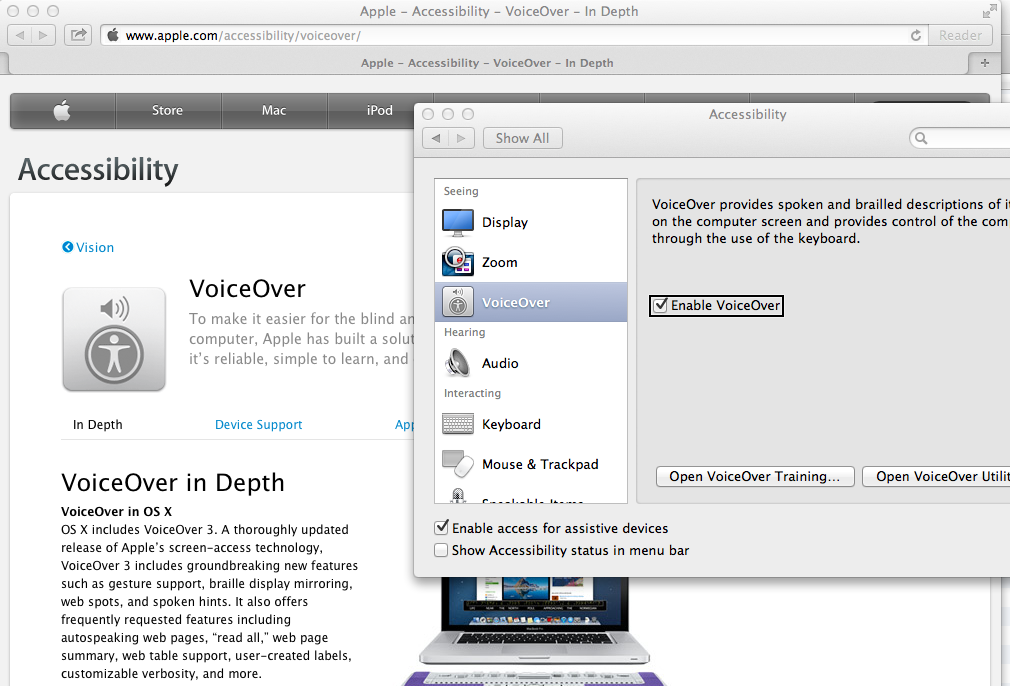 Apple – Accessibility – VoiceOver – In Depth
www.apple.com/accessibility/voiceover/
Reader
Apple – Accessibility – VoiceOver – In Depth
Store
Mac
iPod
Accessibility
Vision
VoiceOver
To make it easier for the blind
computer, Apple has built a
it’s reliable, simple to learn, and
In Depth
Device Support
VoiceOver in Depth
VoiceOver in OS X
OS X includes VoiceOver 3. A thoroughly updated
release of Apple’s screen-access technology,
VoiceOver 3 includes groundbreaking new features
such as gesture support, braille display mirroring,
web spots, and spoken hints. It also offers
frequently requested features including
autospeaking web pages, “read all,” web page
summary, web table support, user-created labels,
customizable verbosity, and more.
Accessibility
Show All
Seeing
Display
Zoom
VoiceOver
Hearing
Audio
Interacting
Keyboard
Mouse & Trackpad
Speakable Items
VoiceOver provides spoken and brailled descriptions of
on the computer screen and provides control of the
through the use of the keyboard.
Enable VoiceOver
Open VoiceOver Training...
Open VoiceOver
Enable access for assistive devices
Show Accessibility status in menu bar